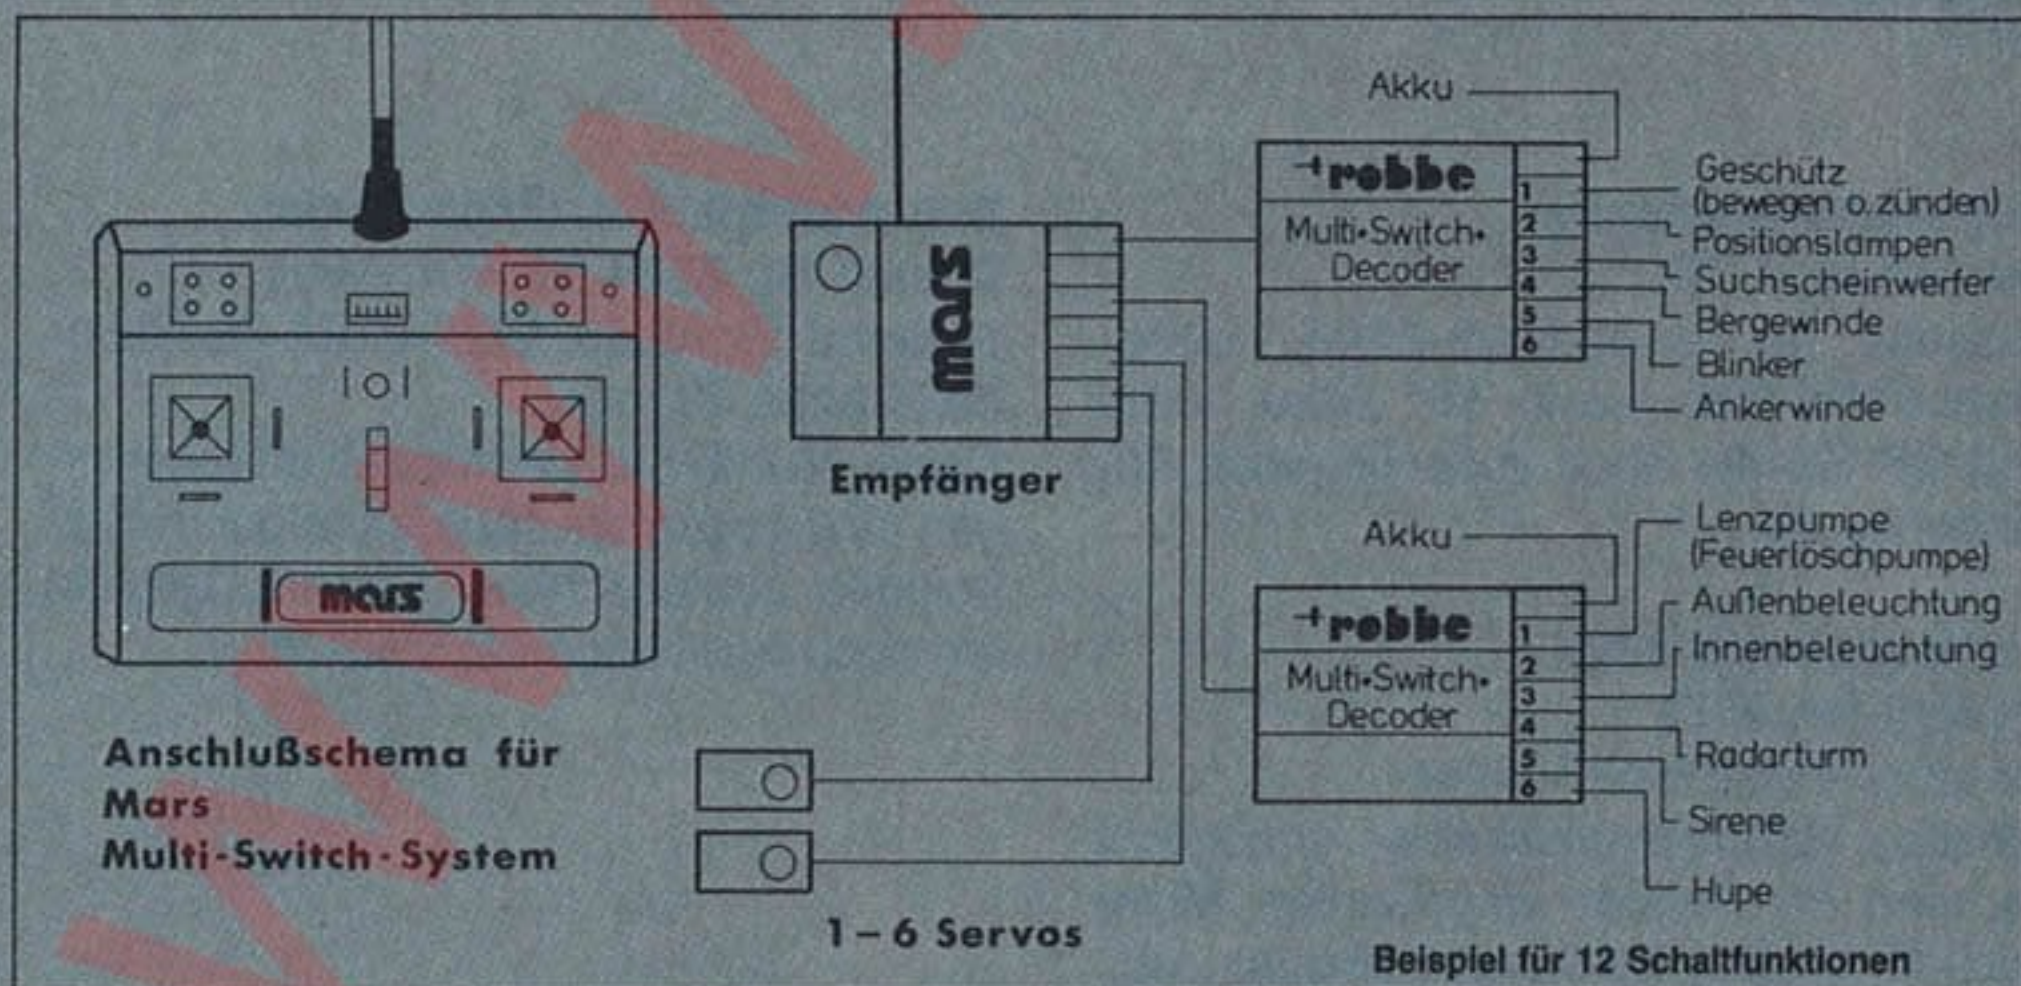 mars
Anschlußschema für
Mars
Multi-Switch-System
mars
Empfänger
1–6 Servos
Akku
robbe
Multi-Switch-
Decoder
1
2
3
4
5
6
Geschütz
(bewegen o. zünden)
Positionslampen
Suchscheinwerfer
Bergewinde
Blinker
Ankerwinde
Akku
robbe
Multi-Switch-
Decoder
1
2
3
4
5
6
Lenzpumpe
(Feuerlöschpumpe)
Außenbeleuchtung
Innenbeleuchtung
Radarturm
Sirene
Hupe
Beispiel für 12 Schaltfunktionen